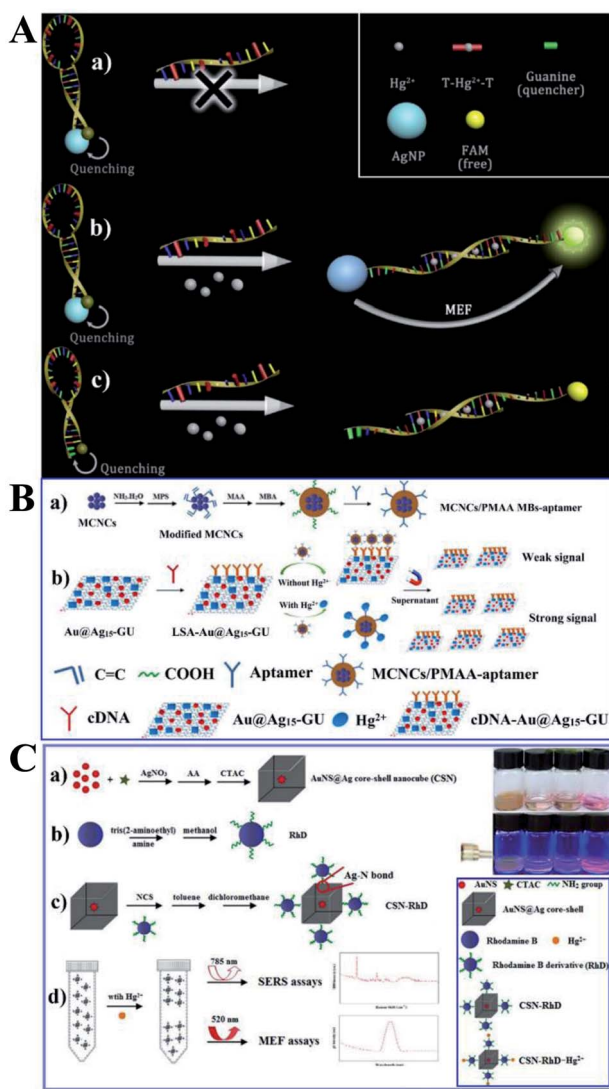 A
a)
Quenching
Hg²⁺
T-Hg²⁺-T
Guanine
(quencher)
AgNP
FAM
(free)
b)
Quenching
MEF
c)
Quenching
B
a)
MCNCs
NH₃.H₂O
MPS
Modified MCNCs
MAA
MBA
MCNCs/PMAA MBs-aptamer
b)
Au@Ag₁₅-GU
LSA-Au@Ag₁₅-GU
Without Hg²⁺
With Hg²⁺
Supernatant
Weak signal
Strong signal
C=C
COOH
Aptamer
MCNCs/PMAA-aptamer
cDNA
Au@Ag₁₅-GU
Hg²⁺
cDNA-Au@Ag₁₅-GU
C
a)
+
AgNO₃
AA
CTAC
AuNS@Ag core-shell nanocube (CSN)
b)
tris(2-aminoethyl)
amine
methanol
RhD
c)
NCS
toluene
dichloromethane
Ag-N bond
CSN-RhD
d)
wtih Hg²⁺
785 nm
SERS assays
520 nm
MEF assays
AuNS
CTAC
NH₂ group
AuNS@Ag core-shell
Rhodamine B
Hg²⁺
Rhodamine B derivative (RhD)
CSN-RhD
CSN-RhD-Hg²⁺